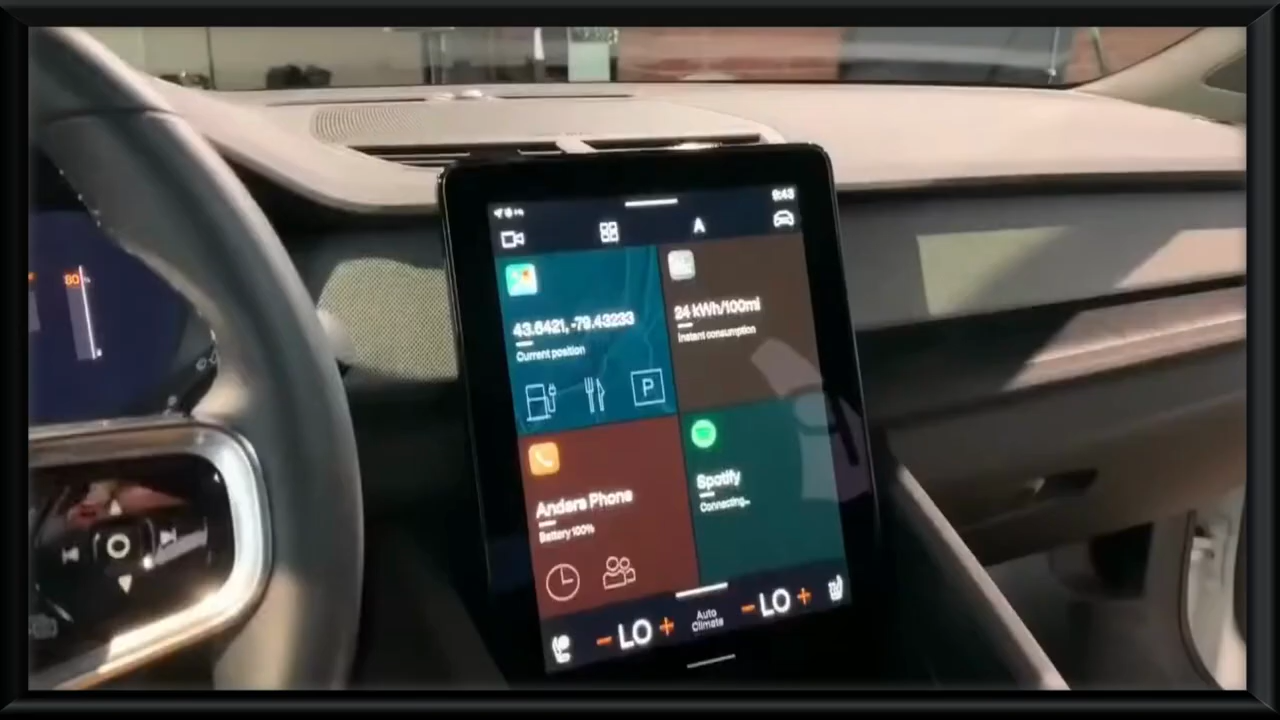 9:43
A
43.6421, -79.43233
Current position
P
24 kWh/100mi
Instant consumption
Anders Phone
Battery 100%
Spotify
Connecting...
- LO +
Auto
Climate
- LO +